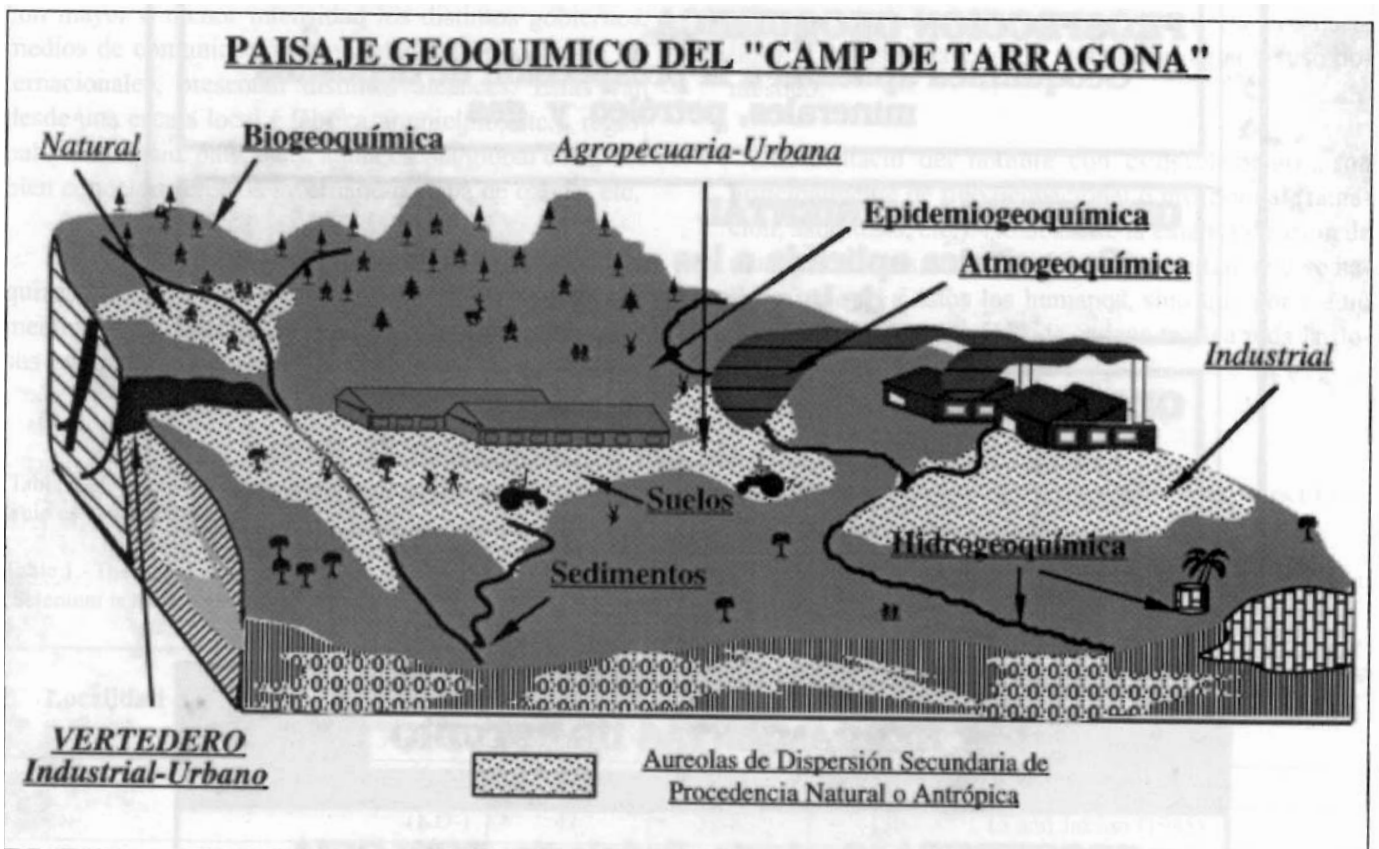 PAISAJE GEOQUIMICO DEL "CAMP DE TARRAGONA"
Natural
Biogeoquímica
Agropecuaria-Urbana
Epidemiogeoquímica
Atmogeoquímica
Industrial
Suelos
Hidrogeoquímica
Sedimentos
VERTEDERO
Industrial-Urbano
Aureolas de Dispersión Secundaria de
Procedencia Natural o Antrópica